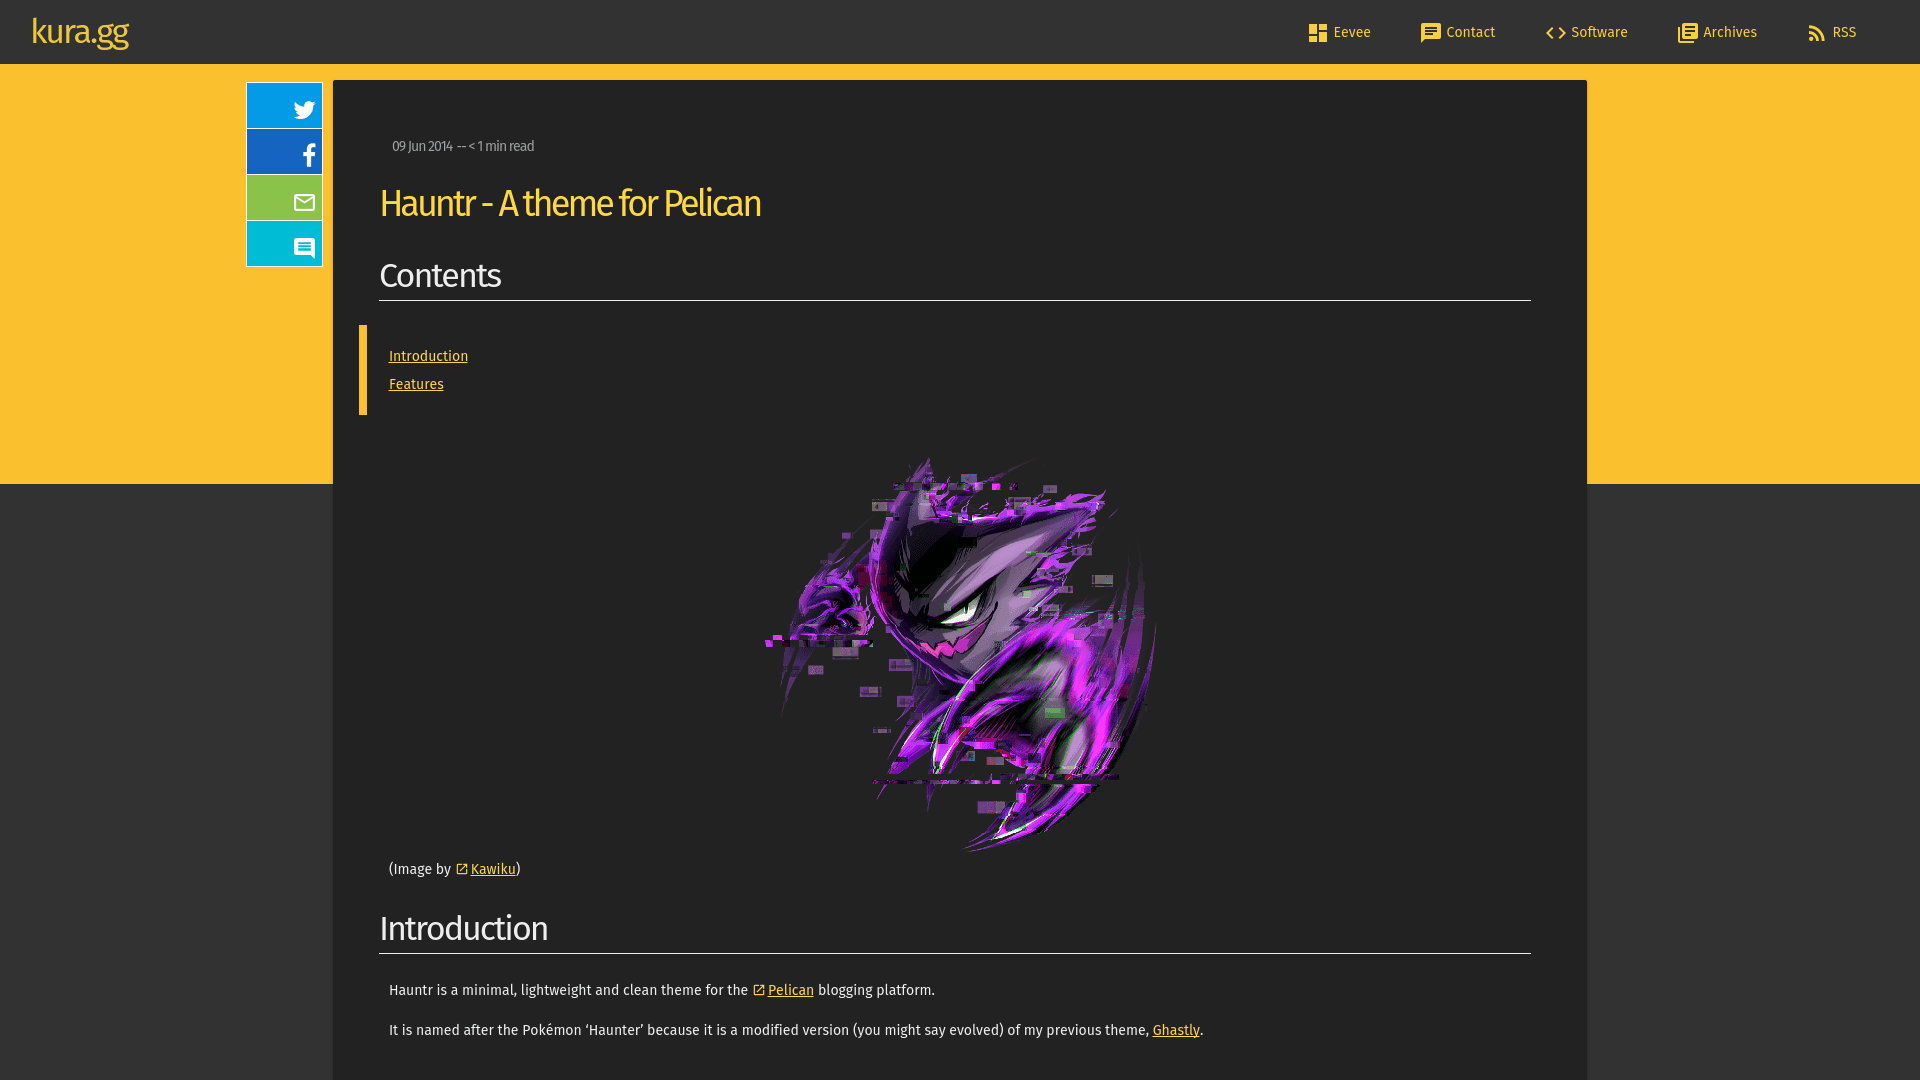 kura.gg
Eevee
Contact
Software
Archives
RSS
09 Jun 2014 -- < 1 min read
Hauntr - A theme for Pelican
Contents
Introduction
Features
(Image by Kawiku)
Introduction
Hauntr is a minimal, lightweight and clean theme for the Pelican blogging platform.
It is named after the Pokémon ‘Haunter’ because it is a modified version (you might say evolved) of my previous theme, Ghastly.